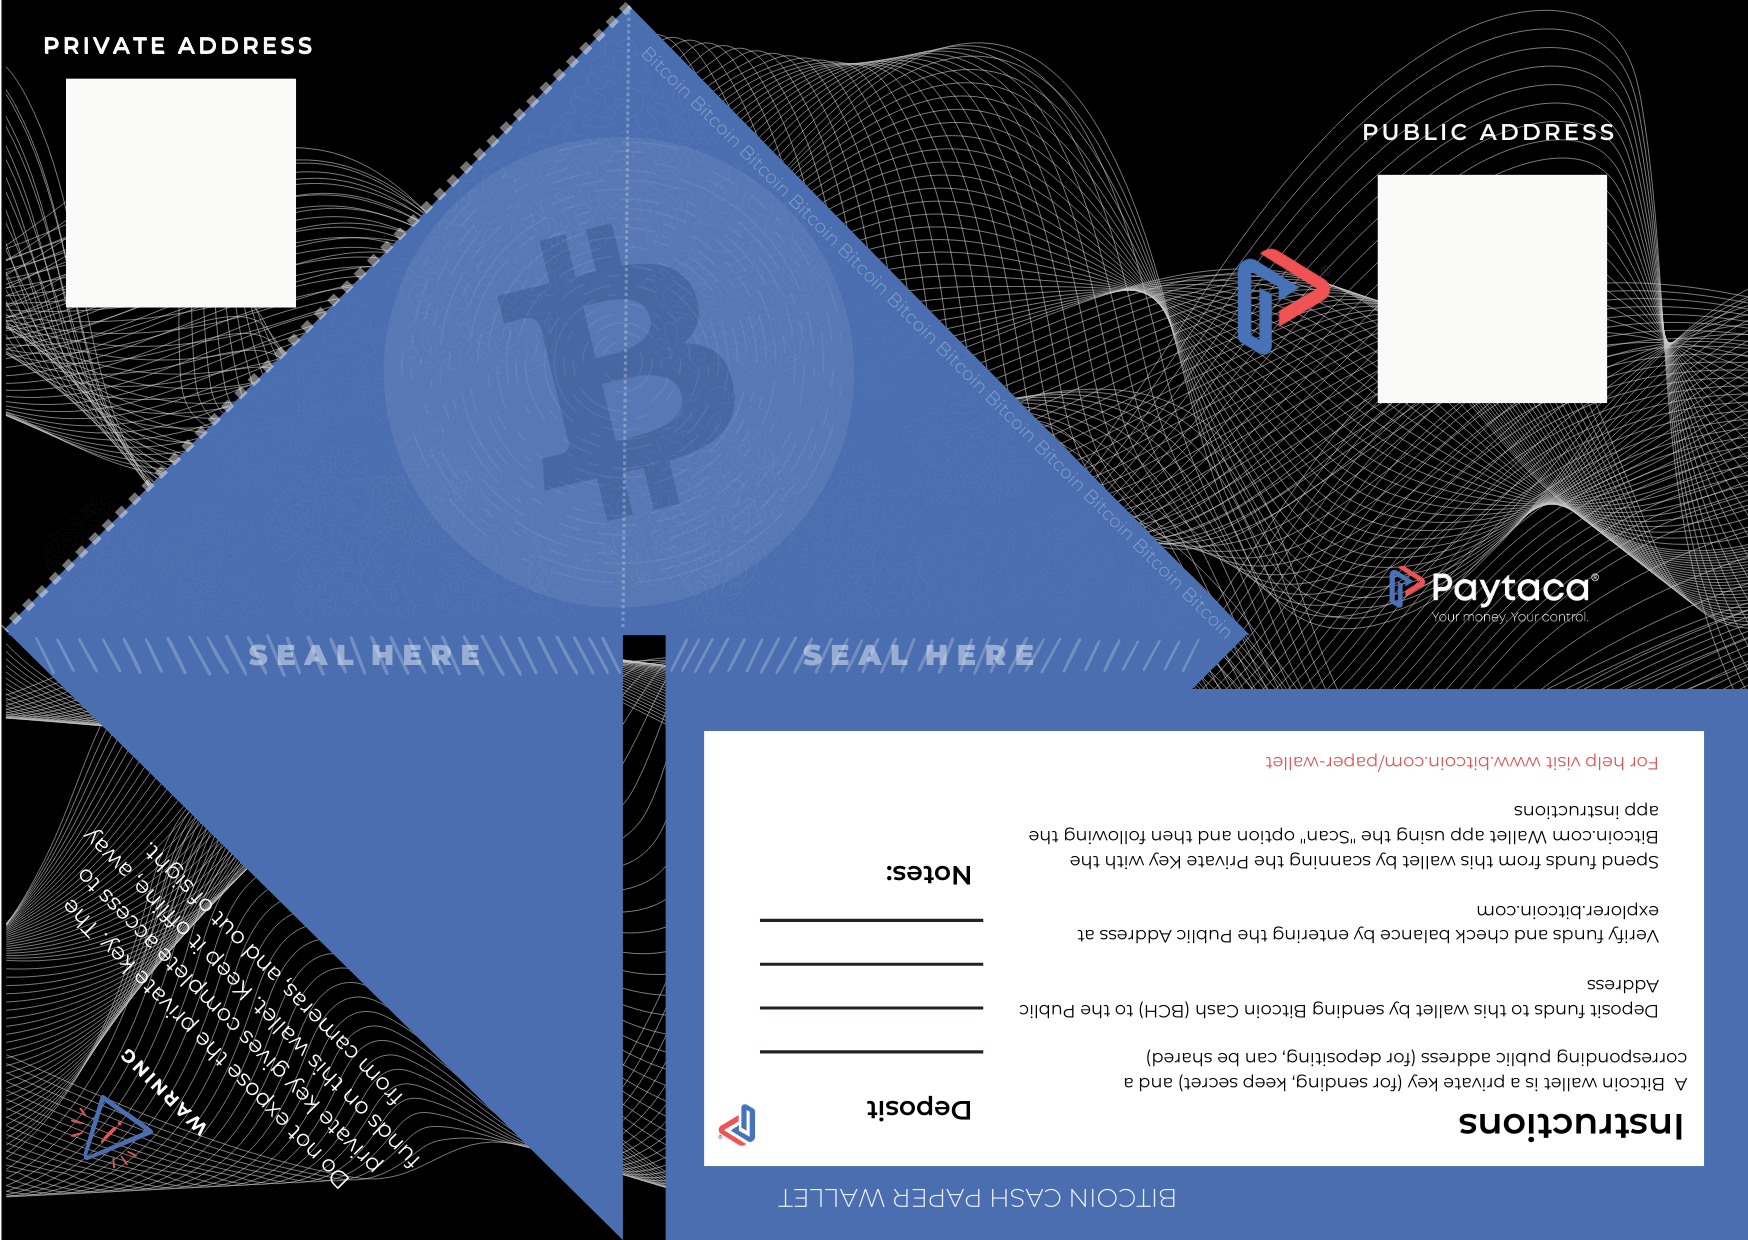 PRIVATE ADDRESS
PUBLIC ADDRESS
Bitcoin Bitcoin Bitcoin Bitcoin Bitcoin Bitcoin Bitcoin Bitcoin Bitcoin Bitcoin Bitcoin Bitcoin
Paytaca®
Your money. Your control.
SEAL HERE
SEAL HERE
WARNING
Do not expose the private key. The
private key gives complete access to
funds on this wallet. Keep it offline, away
from cameras, and out of sight.
BITCOIN CASH PAPER WALLET
Instructions
A Bitcoin wallet is a private key (for sending, keep secret) and a
corresponding public address (for depositing, can be shared)
Deposit funds to this wallet by sending Bitcoin Cash (BCH) to the Public
Address
Verify funds and check balance by entering the Public Address at
explorer.bitcoin.com
Spend funds from this wallet by scanning the Private Key with the
Bitcoin.com Wallet app using the "Scan" option and then following the
app instructions
For help visit www.bitcoin.com/paper-wallet
Deposit
Notes: